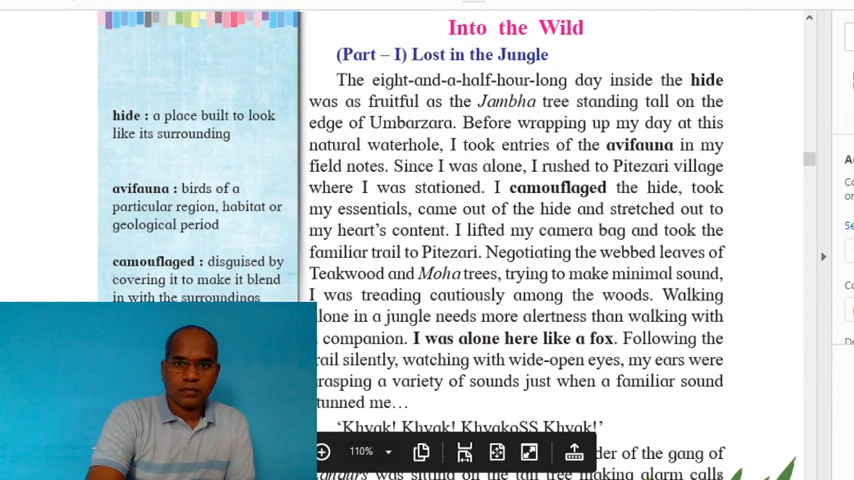 Into the Wild
(Part – I) Lost in the Jungle
The eight-and-a-half-hour-long day inside the hide
was as fruitful as the Jambha tree standing tall on the
edge of Umbarzara. Before wrapping up my day at this
natural waterhole, I took entries of the avifauna in my
field notes. Since I was alone, I rushed to Pitezari village
where I was stationed. I camouflaged the hide, took
my essentials, came out of the hide and stretched out to
my heart's content. I lifted my camera bag and took the
familiar trail to Pitezari. Negotiating the webbed leaves of
Teakwood and Moha trees, trying to make minimal sound,
I was treading cautiously among the woods. Walking
lone in a jungle needs more alertness than walking with
companion. I was alone here like a fox. Following the
rail silently, watching with wide-open eyes, my ears were
rasping a variety of sounds just when a familiar sound
tunned me…
'Khyak! Khyak! KhyakoSS Khyak!'
der of the gang of
was sitting on the tall tree making alarm calls
hide : a place built to look
like its surrounding
avifauna : birds of a
particular region, habitat or
geological period
camouflaged : disguised by
covering it to make it blend
in with the surroundings
110%
A
Co
or
Se
Co